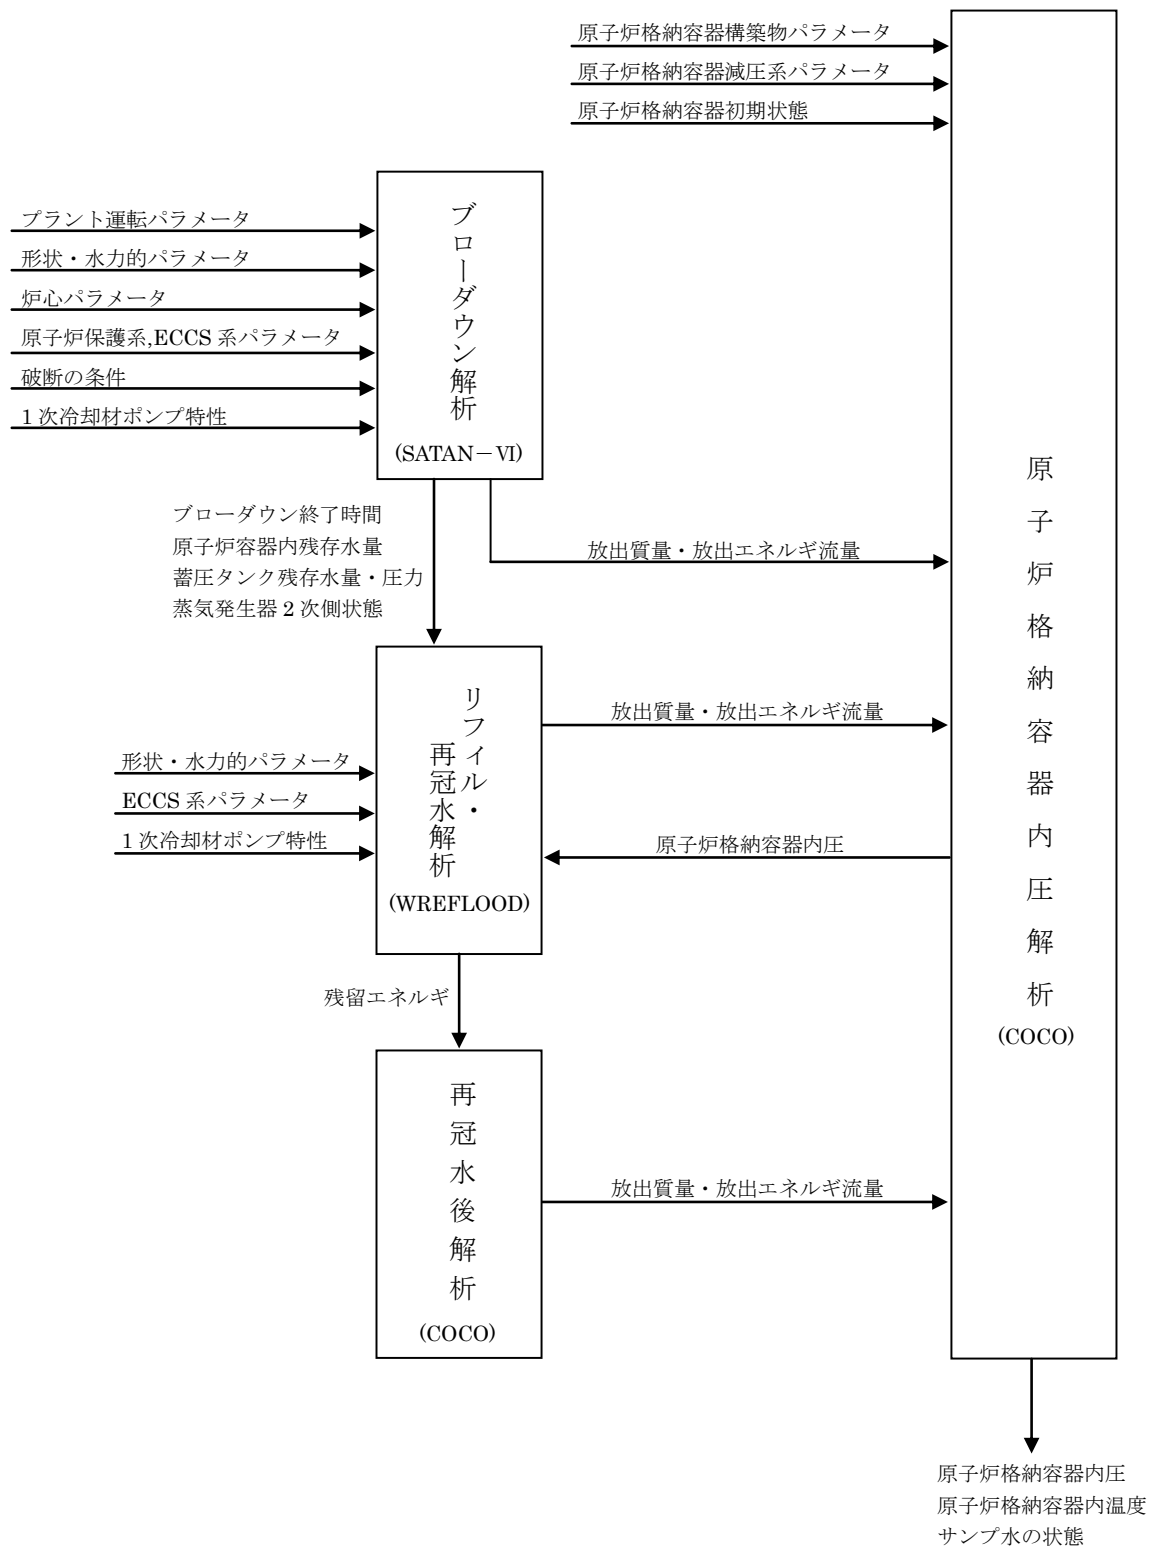 原子炉格納容器構築物パラメータ
原子炉格納容器減圧系パラメータ
原子炉格納容器初期状態
プラント運転パラメータ
形状・水力的パラメータ
炉心パラメータ
原子炉保護系,ECCS 系パラメータ
破断の条件
1 次冷却材ポンプ特性
ブローダウン解析
(SATAN－VI)
ブローダウン終了時間
原子炉容器内残存水量
蓄圧タンク残存水量・圧力
蒸気発生器 2 次側状態
放出質量・放出エネルギ流量
形状・水力的パラメータ
ECCS 系パラメータ
1 次冷却材ポンプ特性
リフィル・
再冠水解析
(WREFLOOD)
放出質量・放出エネルギ流量
原子炉格納容器内圧
残留エネルギ
再冠水後解析
(COCO)
放出質量・放出エネルギ流量
原子炉格納容器内圧解析
(COCO)
原子炉格納容器内圧
原子炉格納容器内温度
サンプ水の状態